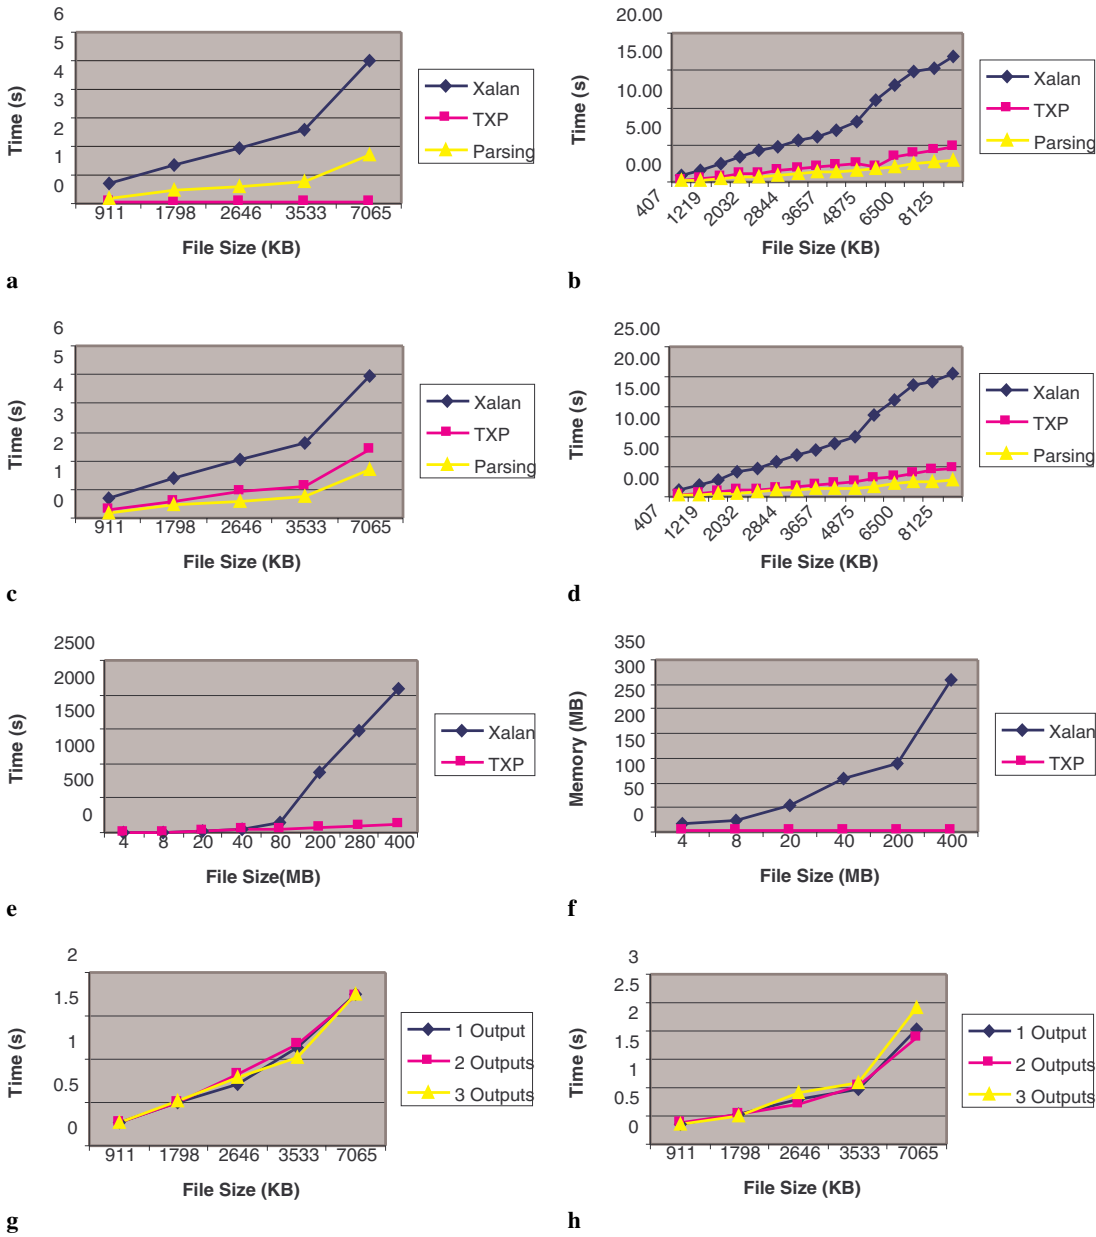 6
5
4
3
2
1
0
Time (s)
911 1798 2646 3533 7065
File Size (KB)
Xalan
TXP
Parsing
a
20.00
15.00
10.00
5.00
0.00
Time (s)
407 1219 2032 2844 3657 4875 6500 8125
File Size (KB)
Xalan
TXP
Parsing
b
6
5
4
3
2
1
0
Time (s)
911 1798 2646 3533 7065
File Size (KB)
Xalan
TXP
Parsing
c
25.00
20.00
15.00
10.00
5.00
0.00
Time (s)
407 1219 2032 2844 3657 4875 6500 8125
File Size (KB)
Xalan
TXP
Parsing
d
2500
2000
1500
1000
500
0
Time (s)
4 8 20 40 80 200 280 400
File Size(MB)
Xalan
TXP
e
350
300
250
200
150
100
50
0
Memory (MB)
4 8 20 40 200 400
File Size (MB)
Xalan
TXP
f
2
1.5
1
0.5
0
Time (s)
911 1798 2646 3533 7065
File Size (KB)
1 Output
2 Outputs
3 Outputs
g
3
2.5
2
1.5
1
0.5
0
Time (s)
911 1798 2646 3533 7065
File Size (KB)
1 Output
2 Outputs
3 Outputs
h